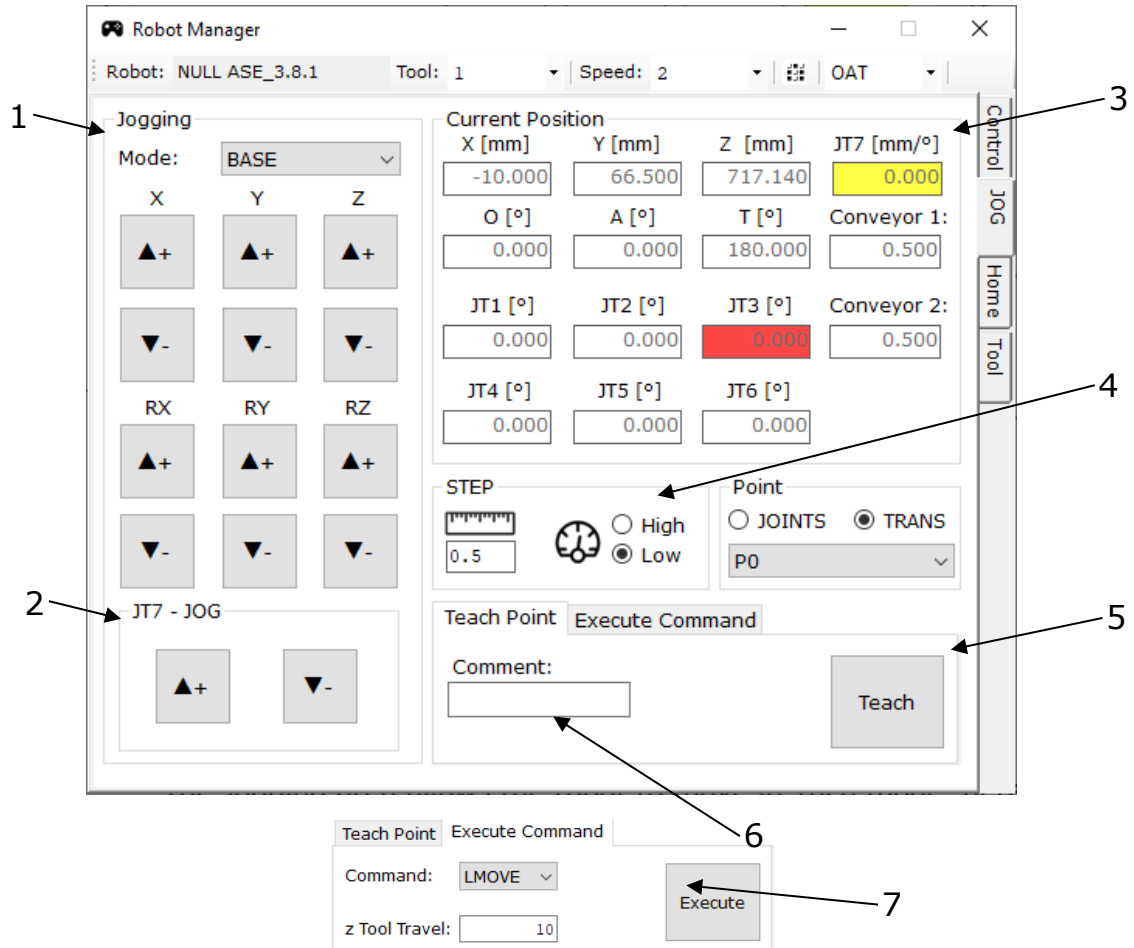 Robot Manager
Robot: NULL ASE_3.8.1 Tool: 1 Speed: 2 OAT
1
3
Jogging
Current Position
Control
Mode: BASE
X [mm] Y [mm] Z [mm] JT7 [mm/°]
-10.000 66.500 717.140 0.000
X Y Z
JOG
O [°] A [°] T [°] Conveyor 1:
▲+ ▲+ ▲+
0.000 0.000 180.000 0.500
Home
JT1 [°] JT2 [°] JT3 [°] Conveyor 2:
▼- ▼- ▼-
0.000 0.000 0.000 0.500
Tool
JT4 [°] JT5 [°] JT6 [°]
4
RX RY RZ
0.000 0.000 0.000
▲+ ▲+ ▲+
STEP
Point
High
JOINTS TRANS
▼- ▼- ▼-
0.5
Low
P0
2
JT7 - JOG
Teach Point Execute Command
5
Comment:
▲+ ▼-
Teach
6
Teach Point Execute Command
Command: LMOVE
Execute
7
z Tool Travel: 10